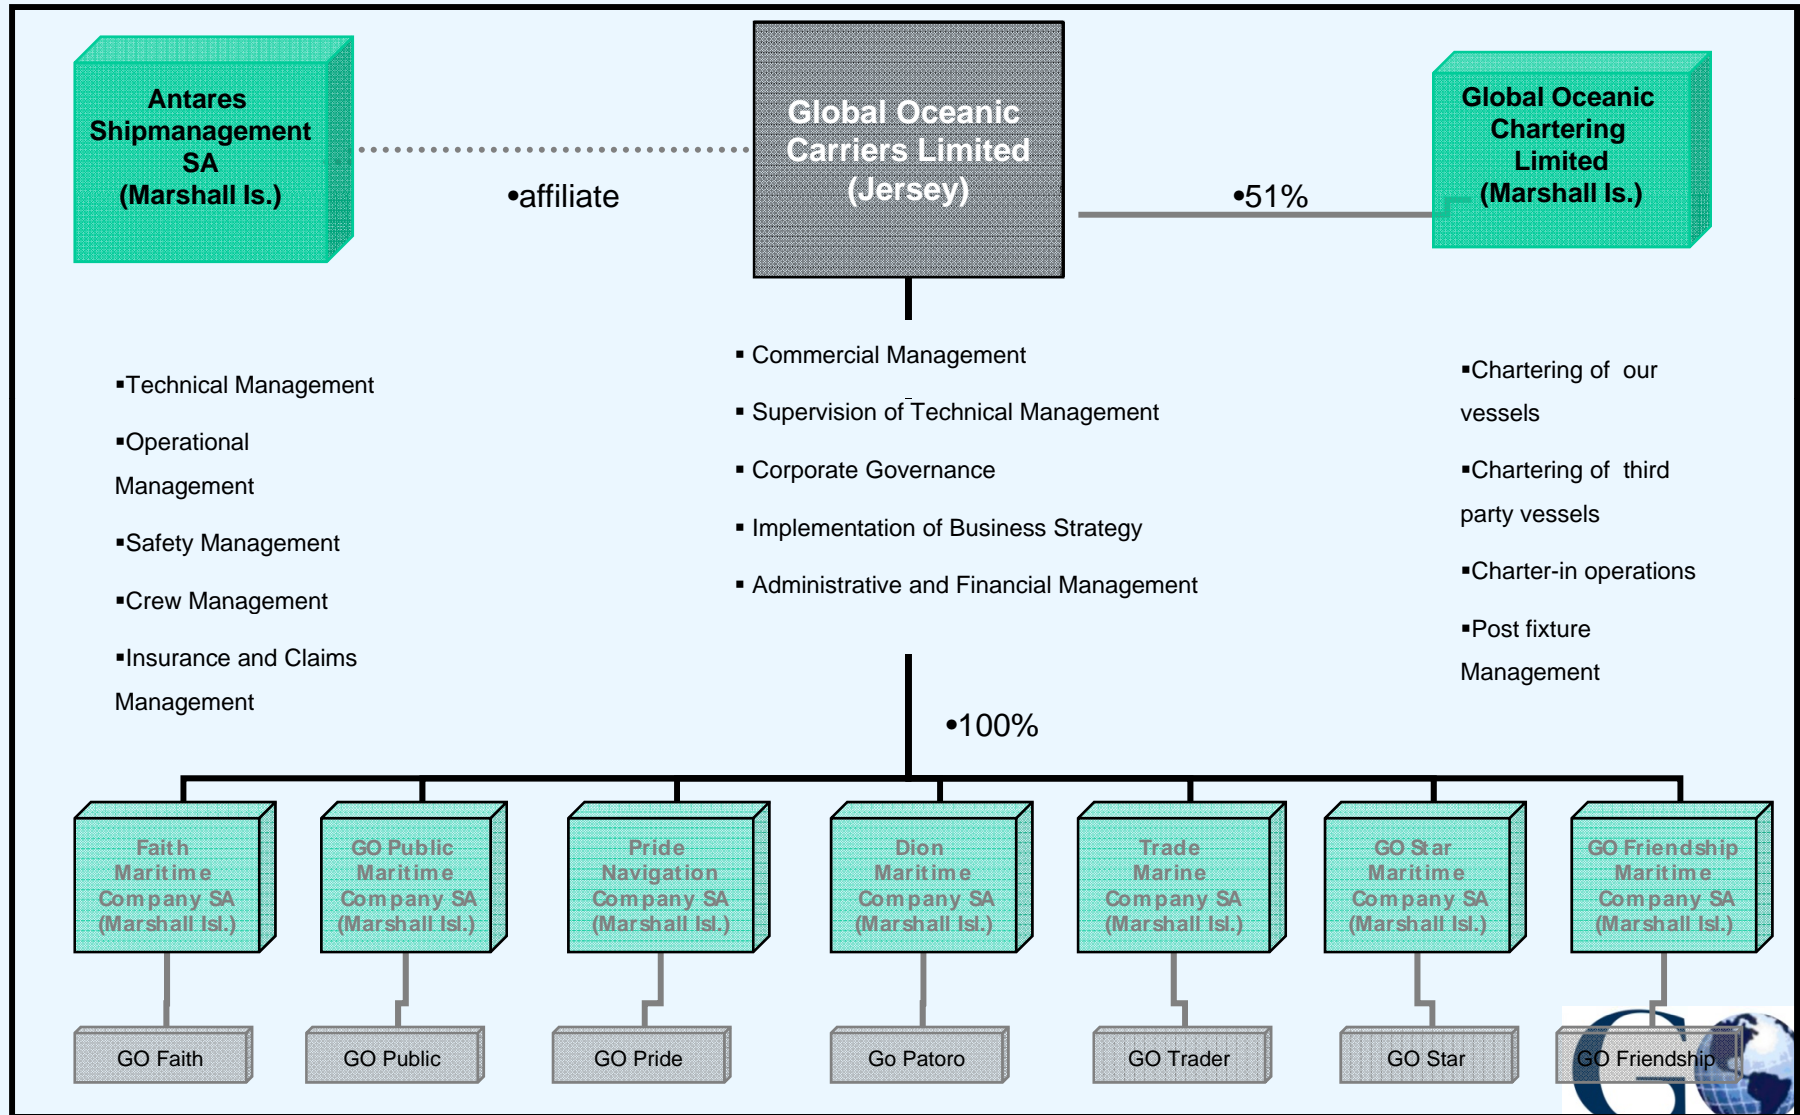 Antares
Shipmanagement
SA
(Marshall Is.)
•affiliate
Global Oceanic
Carriers Limited
(Jersey)
•51%
Global Oceanic
Chartering
Limited
(Marshall Is.)
▪Technical Management
▪Operational
Management
▪Safety Management
▪Crew Management
▪Insurance and Claims
Management
▪ Commercial Management
▪ Supervision of Technical Management
▪ Corporate Governance
▪ Implementation of Business Strategy
▪ Administrative and Financial Management
▪Chartering of our
vessels
▪Chartering of third
party vessels
▪Charter-in operations
▪Post fixture
Management
•100%
Faith
Maritime
Company SA
(Marshall Isl.)
GO Public
Maritime
Company SA
(Marshall Isl.)
Pride
Navigation
Company SA
(Marshall Isl.)
Dion
Maritime
Company SA
(Marshall Isl.)
Trade
Marine
Company SA
(Marshall Isl.)
GO Star
Maritime
Company SA
(Marshall Isl.)
GO Friendship
Maritime
Company SA
(Marshall Isl.)
GO Faith
GO Public
GO Pride
Go Patoro
GO Trader
GO Star
GO Friendship
G